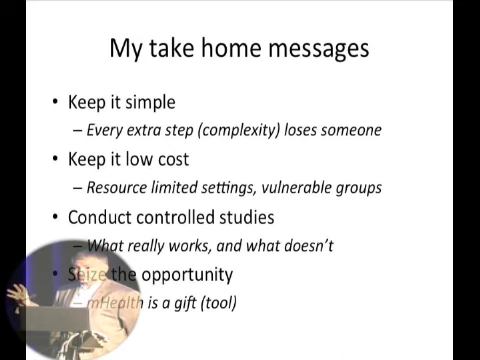 My take home messages
• Keep it simple
– Every extra step (complexity) loses someone
• Keep it low cost
– Resource limited settings, vulnerable groups
• Conduct controlled studies
– What really works, and what doesn't
• Seize the opportunity
– mHealth is a gift (tool)